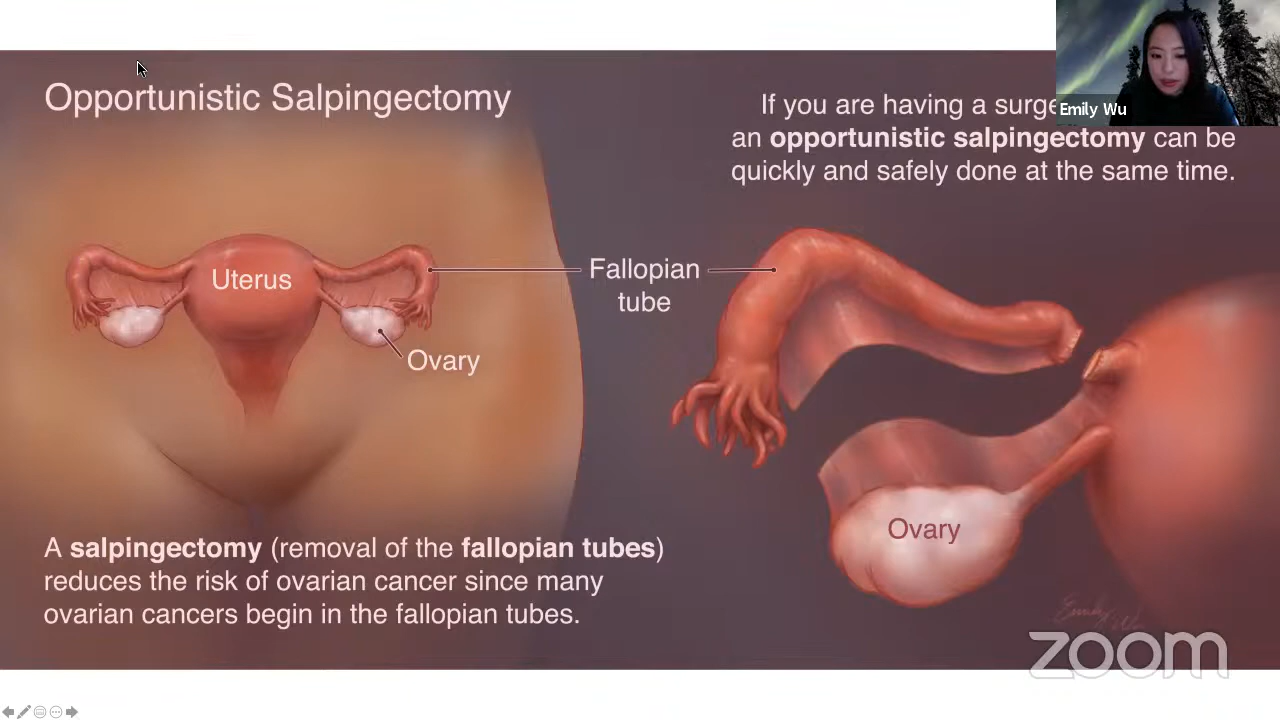 Opportunistic Salpingectomy
If you are having a
an opportunistic salpingectomy can be
quickly and safely done at the same time.
Emily Wu
Uterus
Fallopian
tube
Ovary
Ovary
A salpingectomy (removal of the fallopian tubes)
reduces the risk of ovarian cancer since many
ovarian cancers begin in the fallopian tubes.
zoom